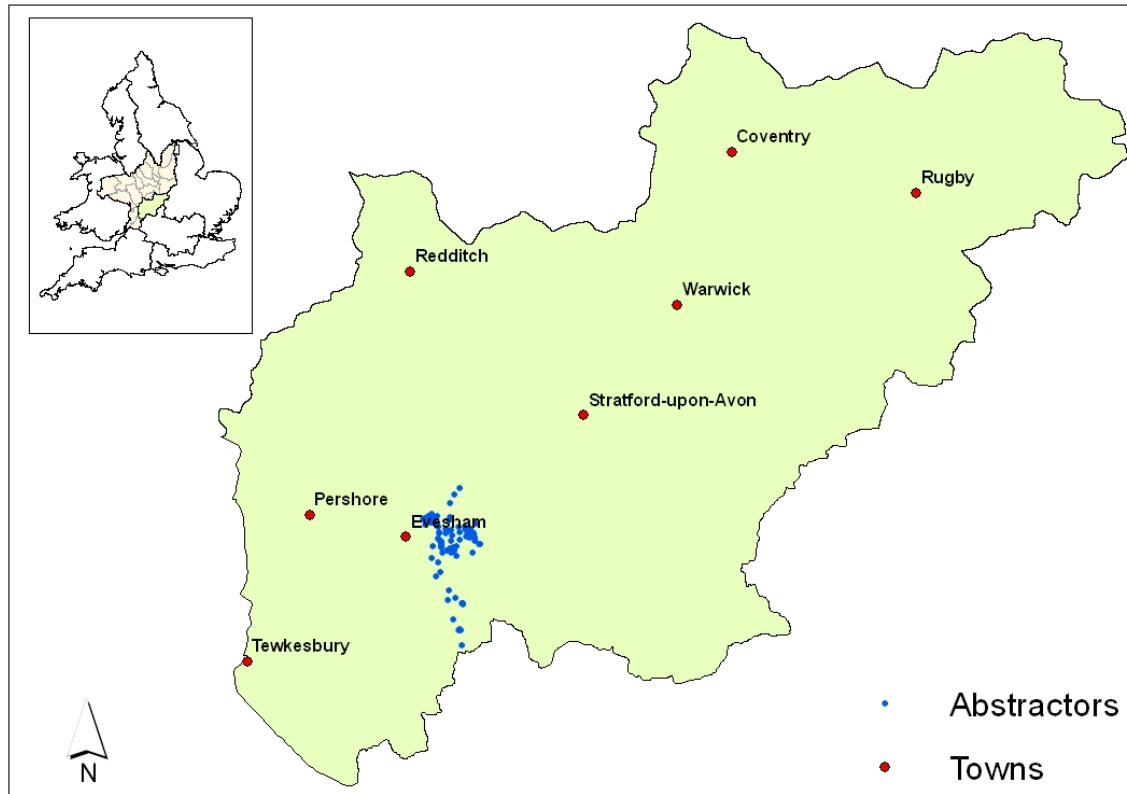 Coventry
Rugby
Redditch
Warwick
Stratford-upon-Avon
Pershore
Evesham
Tewkesbury
Abstractors
Towns
N